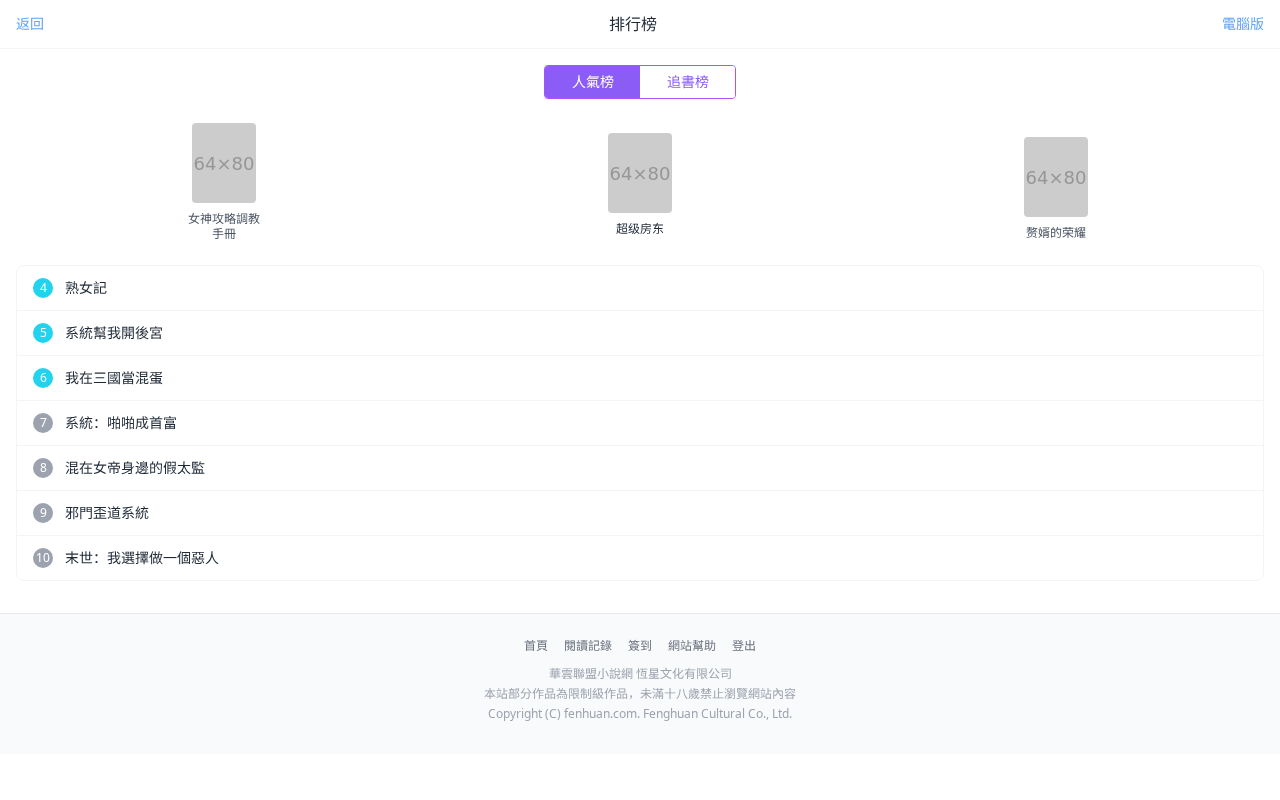 返回
排行榜
電腦版
人氣榜
追書榜
64×80
64×80
64×80
女神攻略調教
手冊
超级房东
赘婿的荣耀
4 熟女記
5 系統幫我開後宮
6 我在三國當混蛋
7 系統：啪啪成首富
8 混在女帝身邊的假太監
9 邪門歪道系統
10 末世：我選擇做一個惡人
首頁 閱讀記錄 簽到 網站幫助 登出
華雲聯盟小說網 恆星文化有限公司
本站部分作品為限制級作品，未滿十八歲禁止瀏覽網站內容
Copyright (C) fenhuan.com. Fenghuan Cultural Co., Ltd.